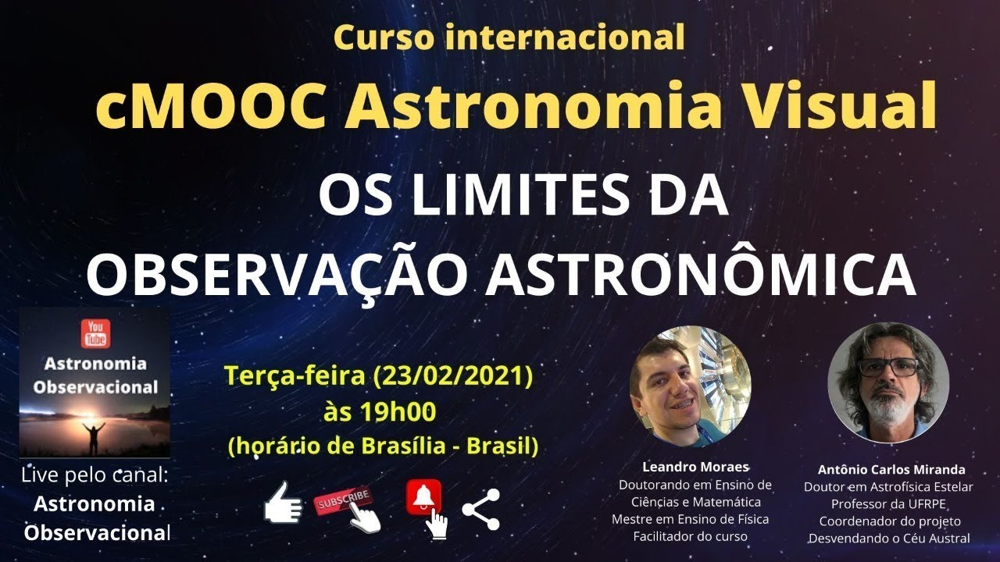 Curso internacional
cMOOC Astronomia Visual
OS LIMITES DA
OBSERVAÇÃO ASTRONÔMICA
You
Tube
Astronomia
Observacional
Live pelo canal:
Astronomia
Observacional
Terça-feira (23/02/2021)
às 19h00
(horário de Brasília - Brasil)
SUBSCRIBE
Leandro Moraes
Doutorando em Ensino de
Ciências e Matemática
Mestre em Ensino de Física
Facilitador do curso
Antônio Carlos Miranda
Doutor em Astrofísica Estelar
Professor da UFRPE
Coordenador do projeto
Desvendando o Céu Austral